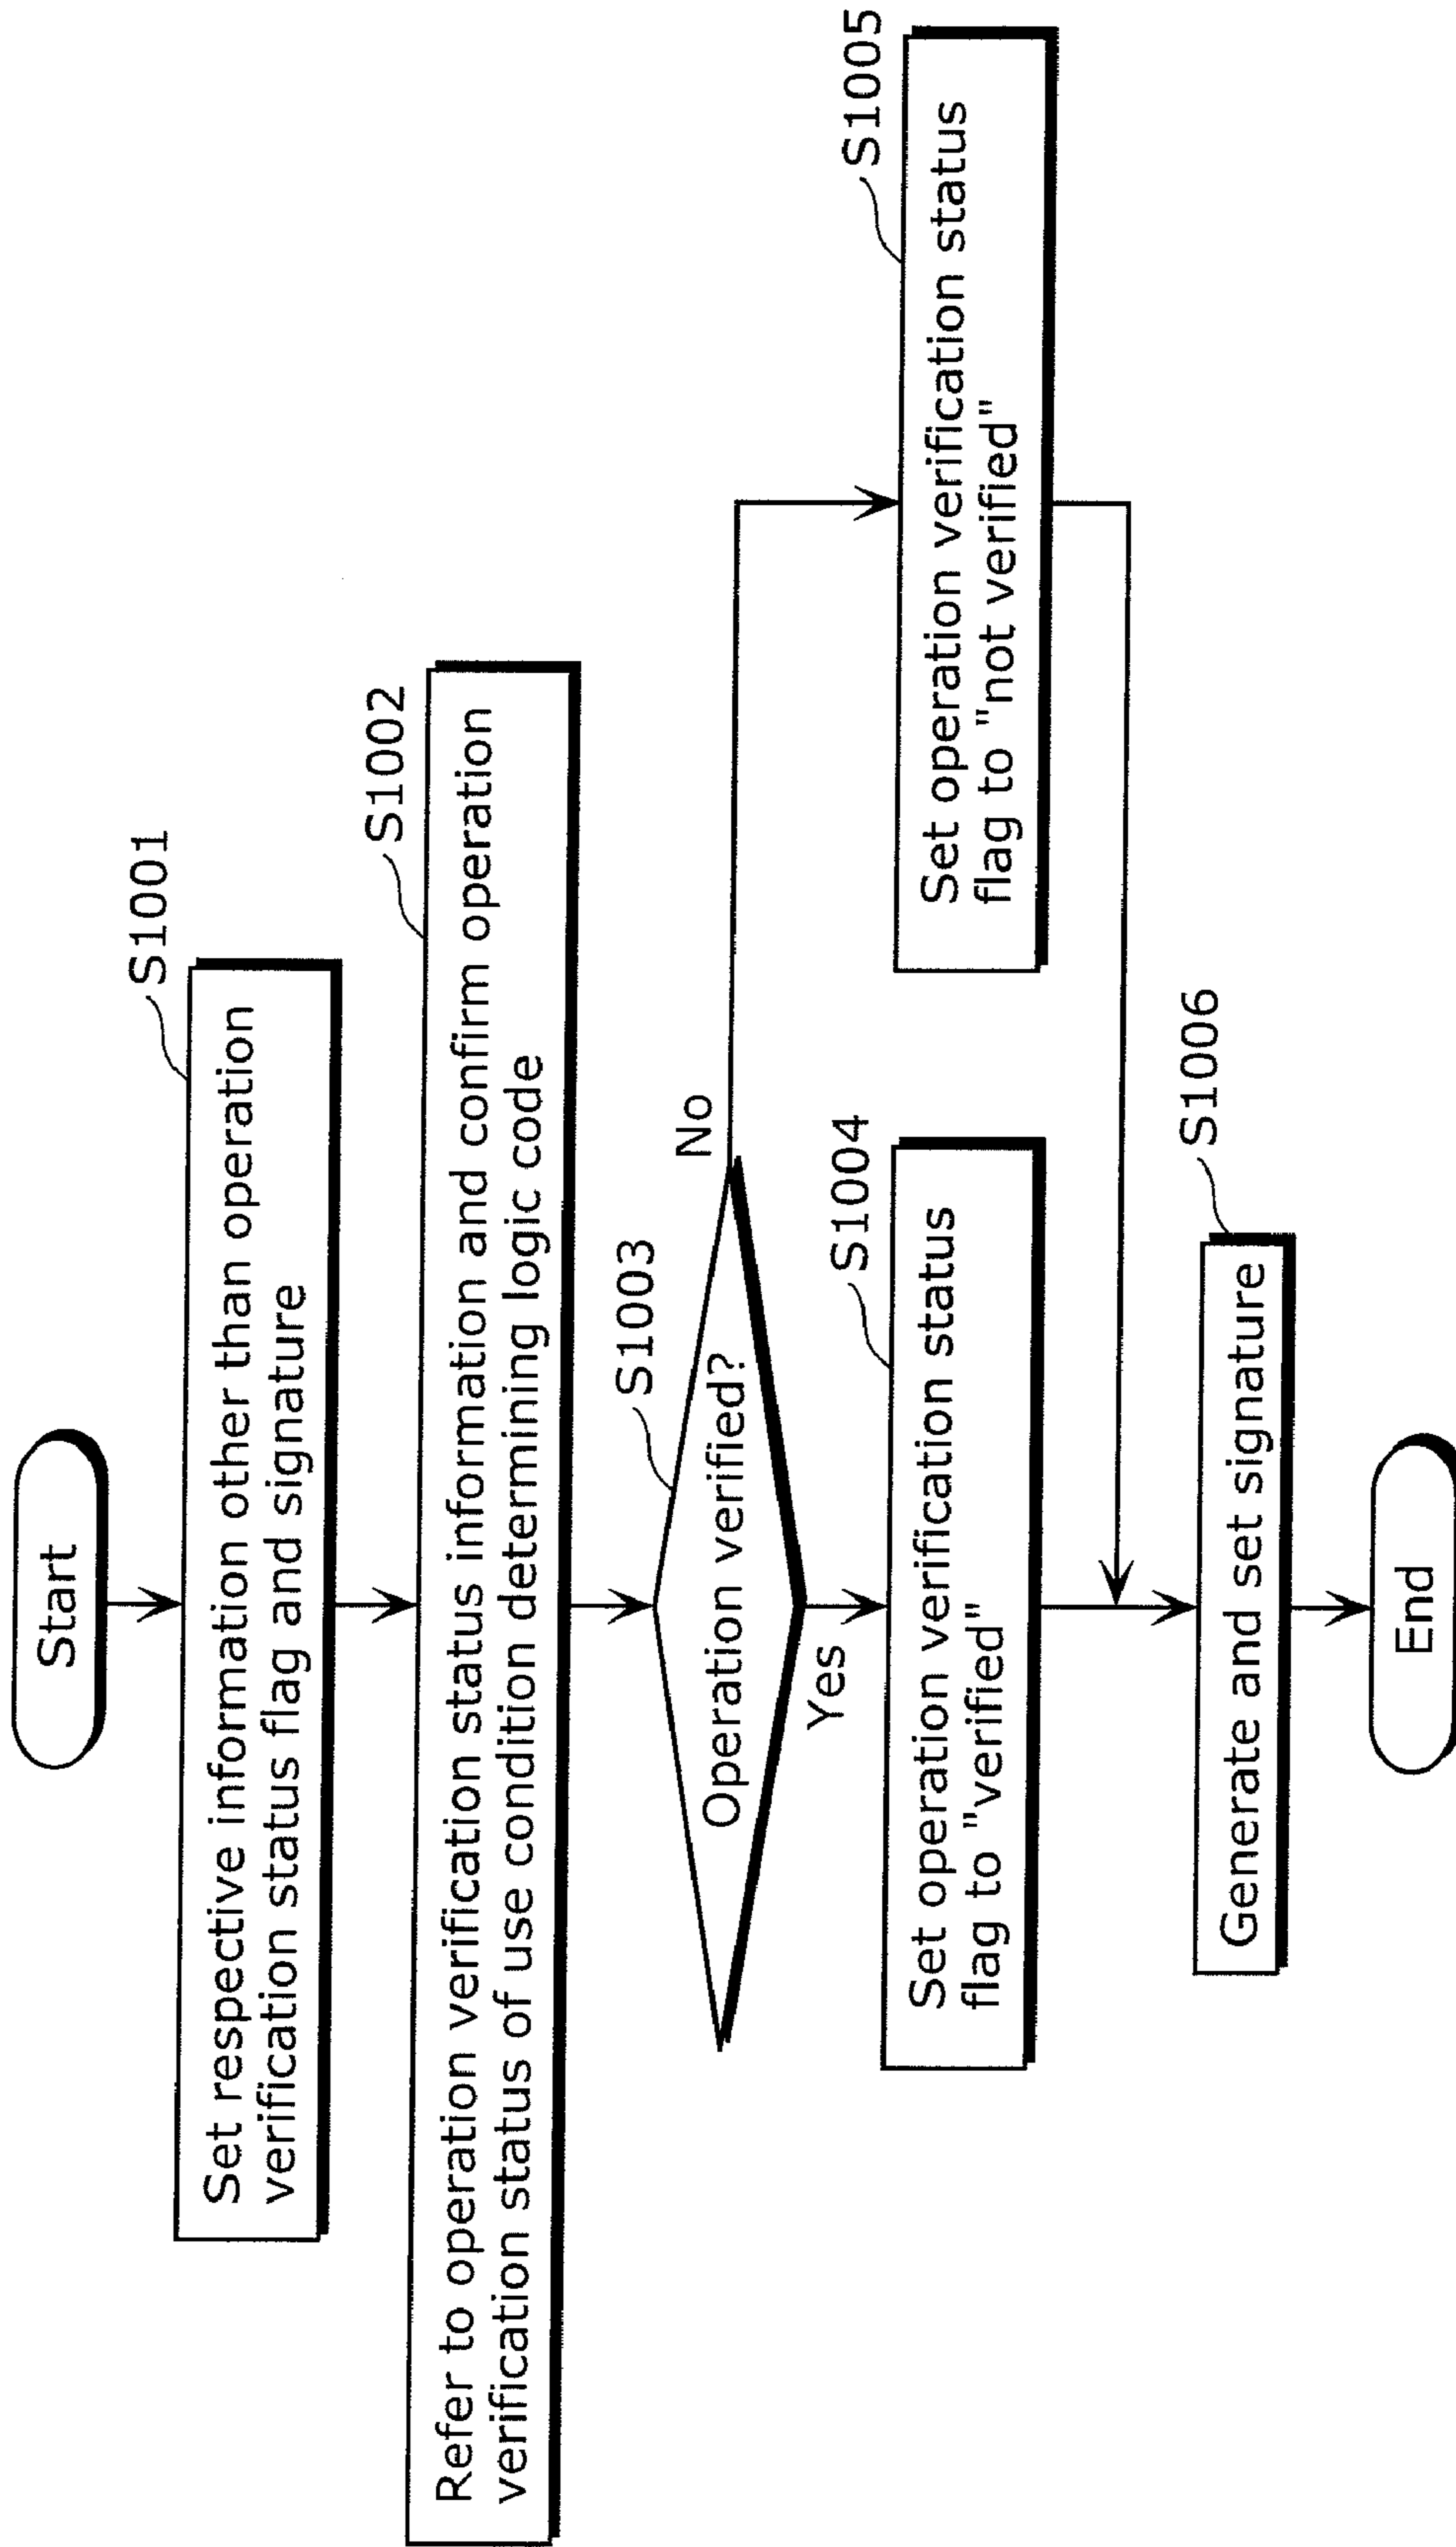 Start
S1001
Set respective information other than operation
verification status flag and signature
S1002
Refer to operation verification status information and confirm operation
verification status of use condition determining logic code
S1003
Operation verified?
No
Yes
S1004
Set operation verification status
flag to "verified"
S1005
Set operation verification status
flag to "not verified"
S1006
Generate and set signature
End